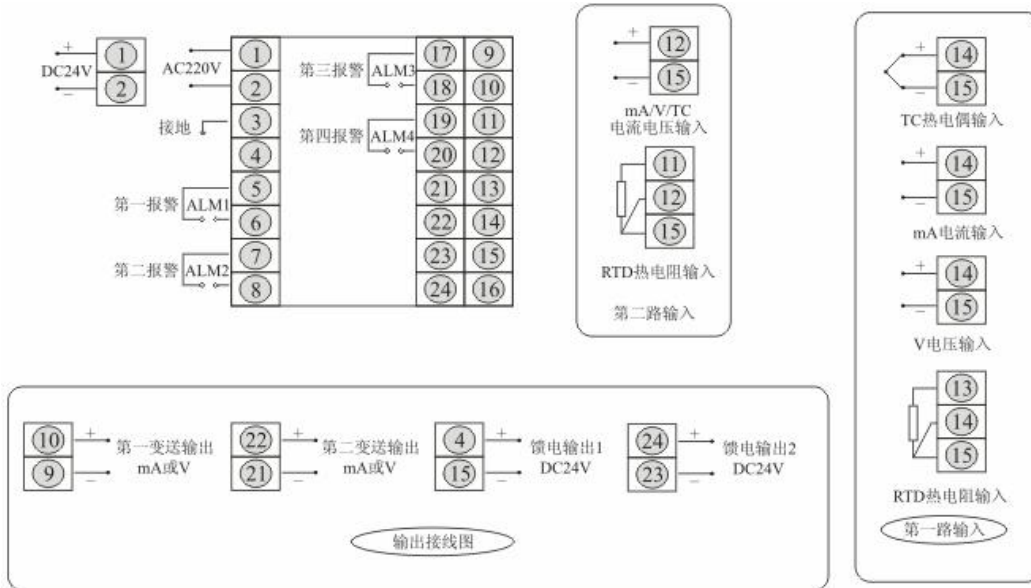 +
DC24V
−
①
②
AC220V
接地
第一报警 ALM1
第二报警 ALM2
①
②
③
④
⑤
⑥
⑦
⑧
第三报警 ALM3
第四报警 ALM4
⑰ ⑨
⑱ ⑩
⑲ ⑪
⑳ ⑫
㉑ ⑬
㉒ ⑭
㉓ ⑮
㉔ ⑯
+ ⑫
− ⑮
mA/V/TC
电流电压输入
⑪
⑫
⑮
RTD热电阻输入
第二路输入
+ ⑭
− ⑮
TC热电偶输入
+ ⑭
− ⑮
mA电流输入
+ ⑭
− ⑮
V电压输入
⑬
⑭
⑮
RTD热电阻输入
第一路输入
⑩ +
⑨ −
第一变送输出
mA或V
㉒ +
㉑ −
第二变送输出
mA或V
④ +
⑮ −
馈电输出1
DC24V
㉔ +
㉓ −
馈电输出2
DC24V
输出接线图